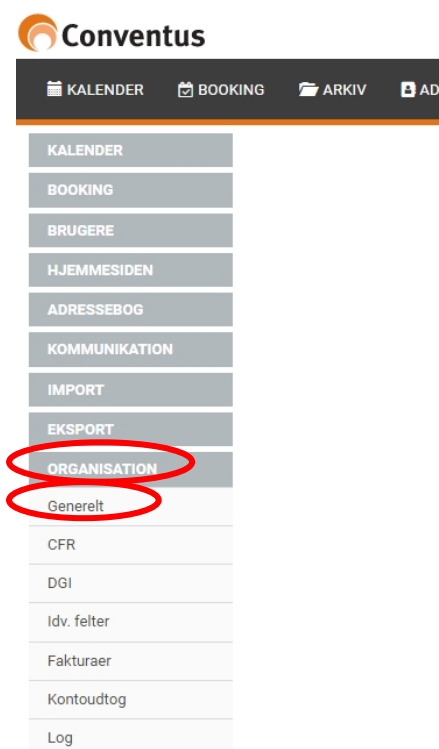 Conventus
KALENDER BOOKING ARKIV AD
KALENDER
BOOKING
BRUGERE
HJEMMESIDEN
ADRESSEBOG
KOMMUNIKATION
IMPORT
EKSPORT
ORGANISATION
Generelt
CFR
DGI
Idv. felter
Fakturaer
Kontoudtog
Log